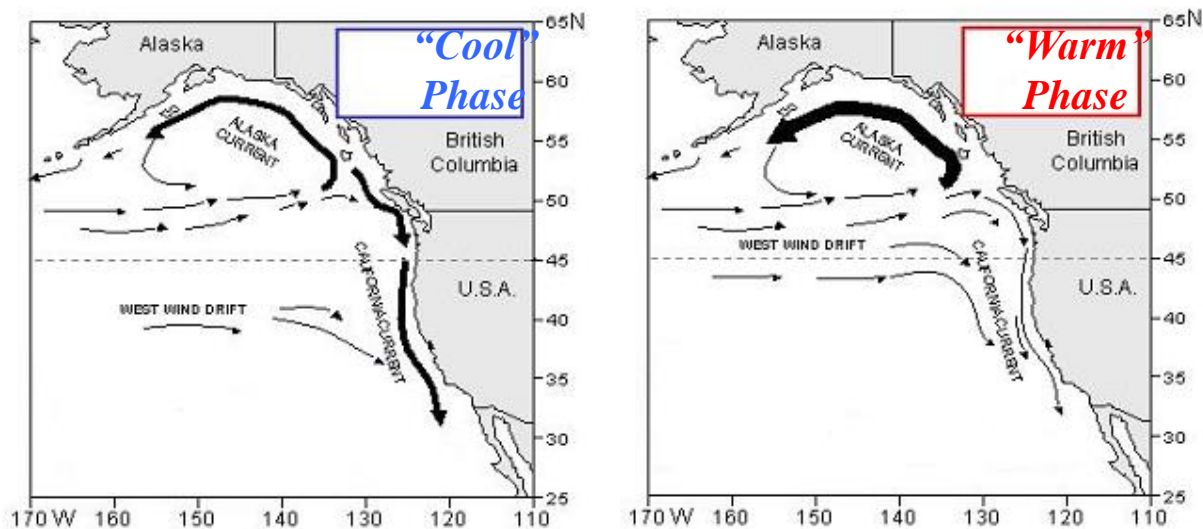 “Cool”
Phase
Alaska
ALASKA
CURRENT
British
Columbia
U.S.A.
WEST WIND DRIFT
CALIFORNIA CURRENT
65N
60
55
50
45
40
35
30
25
170 W 160 150 140 130 120 110
“Warm”
Phase
Alaska
ALASKA
CURRENT
British
Columbia
U.S.A.
WEST WIND DRIFT
CALIFORNIA CURRENT
65N
60
55
50
45
40
35
30
25
170 W 160 150 140 130 120 110